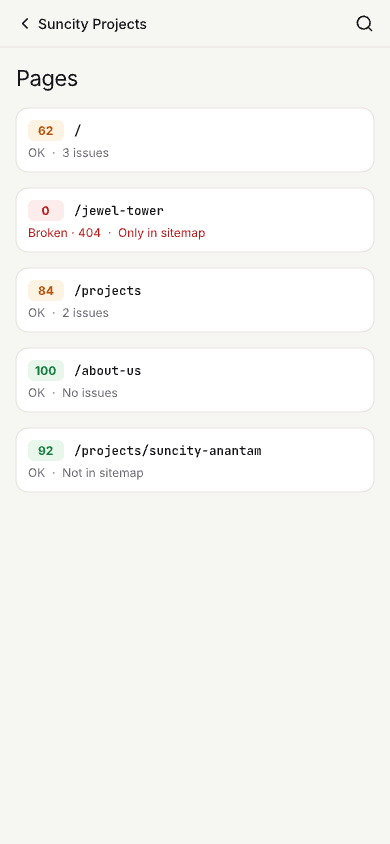 Suncity Projects
Pages
62 /
OK · 3 issues
0 /jewel-tower
Broken · 404 · Only in sitemap
84 /projects
OK · 2 issues
100 /about-us
OK · No issues
92 /projects/suncity-anantam
OK · Not in sitemap